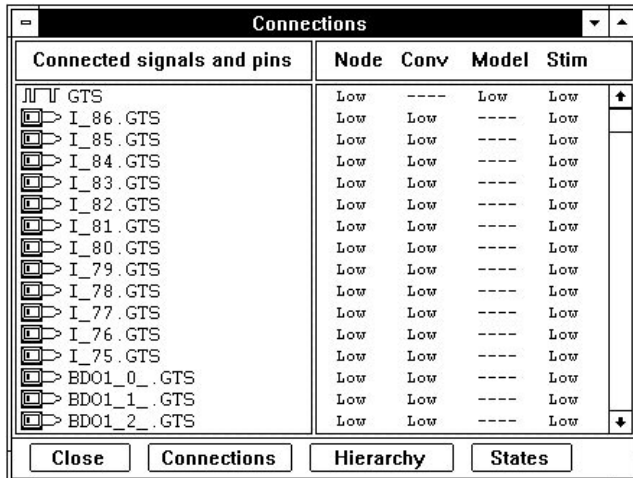 Connections
Connected signals and pins Node Conv Model Stim
GTS Low ---- Low Low
I_86.GTS Low Low ---- Low
I_85.GTS Low Low ---- Low
I_84.GTS Low Low ---- Low
I_83.GTS Low Low ---- Low
I_82.GTS Low Low ---- Low
I_81.GTS Low Low ---- Low
I_80.GTS Low Low ---- Low
I_79.GTS Low Low ---- Low
I_78.GTS Low Low ---- Low
I_77.GTS Low Low ---- Low
I_76.GTS Low Low ---- Low
I_75.GTS Low Low ---- Low
BDO1_0_.GTS Low Low ---- Low
BDO1_1_.GTS Low Low ---- Low
BDO1_2_.GTS Low Low ---- Low
Close Connections Hierarchy States